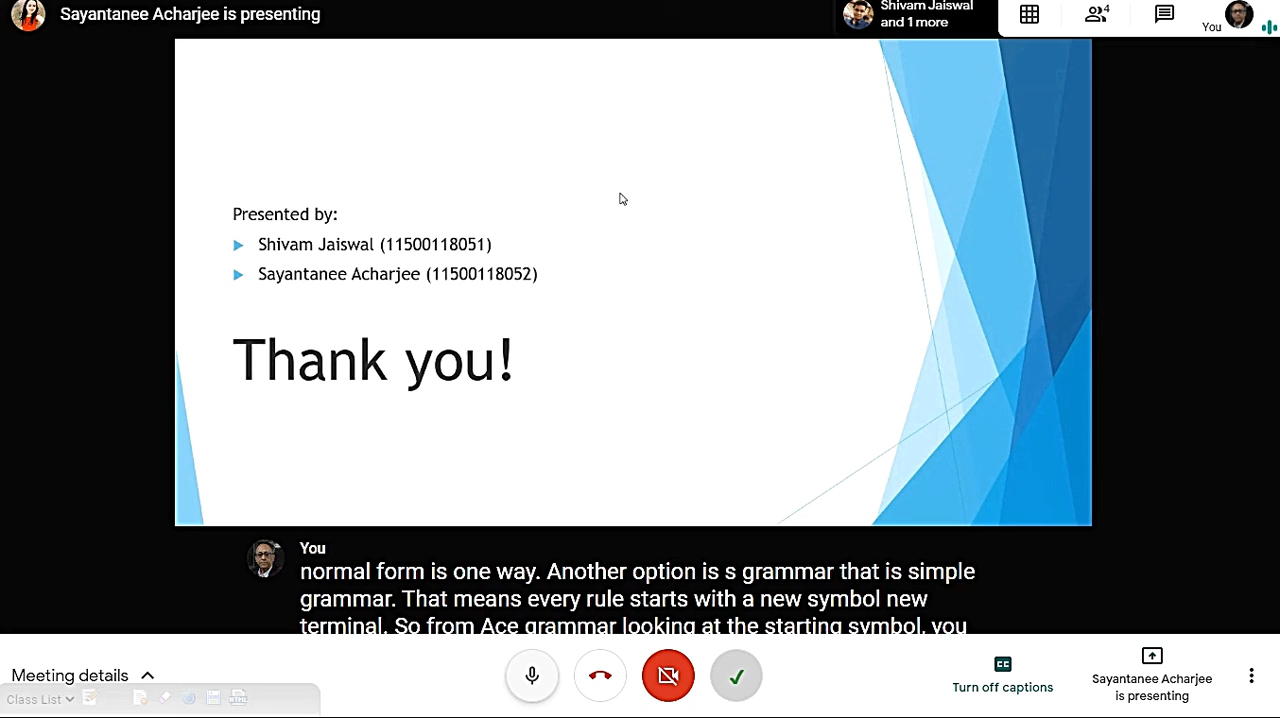 Sayantanee Acharjee is presenting
Shivam Jaiswal
and 1 more
4
You
Presented by:
Shivam Jaiswal (11500118051)
Sayantanee Acharjee (11500118052)
Thank you!
You
normal form is one way. Another option is s grammar that is simple
grammar. That means every rule starts with a new symbol new
terminal. So from Ace grammar looking at the starting symbol, you
Meeting details
Class List
CC
Turn off captions
Sayantanee Acharjee
is presenting